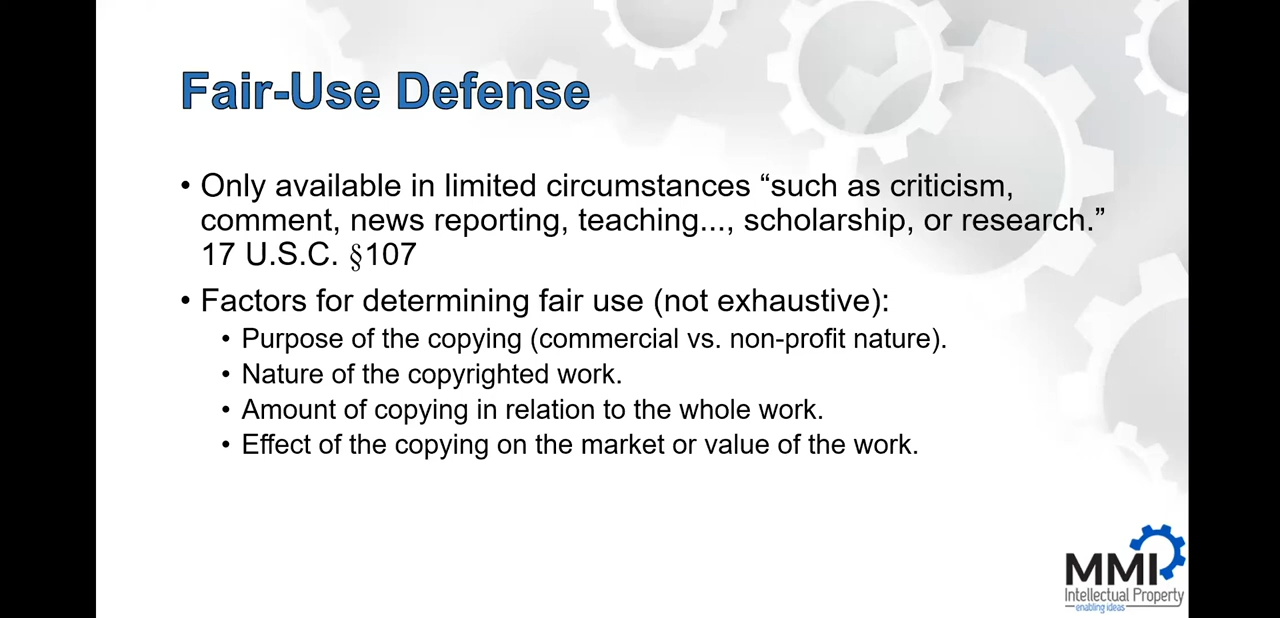 Fair-Use Defense
• Only available in limited circumstances “such as criticism,
comment, news reporting, teaching..., scholarship, or research.”
17 U.S.C. §107
• Factors for determining fair use (not exhaustive):
• Purpose of the copying (commercial vs. non-profit nature).
• Nature of the copyrighted work.
• Amount of copying in relation to the whole work.
• Effect of the copying on the market or value of the work.
MMI
Intellectual Property
enabling ideas